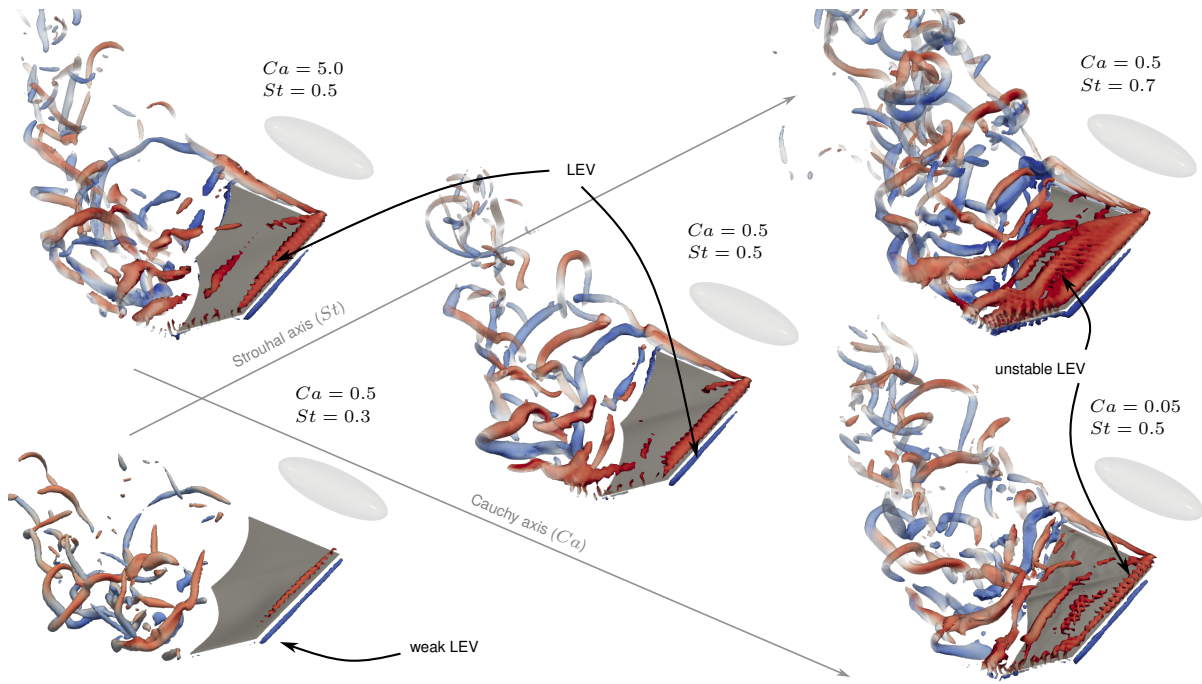 Ca = 5.0
St = 0.5
Ca = 0.5
St = 0.7
LEV
Ca = 0.5
St = 0.5
Strouhal axis (St)
unstable LEV
Ca = 0.5
St = 0.3
Ca = 0.05
St = 0.5
Cauchy axis (Ca)
weak LEV